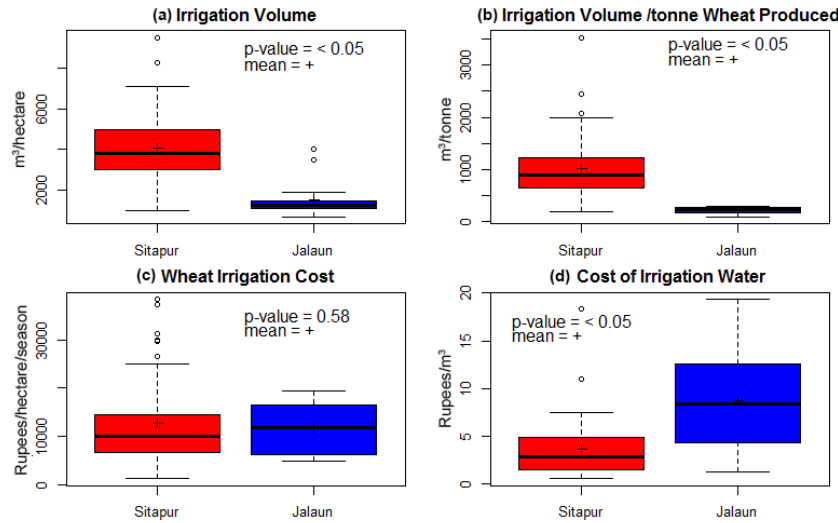 (a) Irrigation Volume
p-value = < 0.05
mean = +
m³/hectare
6000
2000
Sitapur
Jalaun
(b) Irrigation Volume /tonne Wheat Produced
p-value = < 0.05
mean = +
m³/tonne
3000
2000
1000
0
Sitapur
Jalaun
(c) Wheat Irrigation Cost
p-value = 0.58
mean = +
Rupees/hectare/season
30000
10000
0
Sitapur
Jalaun
(d) Cost of Irrigation Water
p-value = < 0.05
mean = +
Rupees/m³
20
15
10
5
0
Sitapur
Jalaun